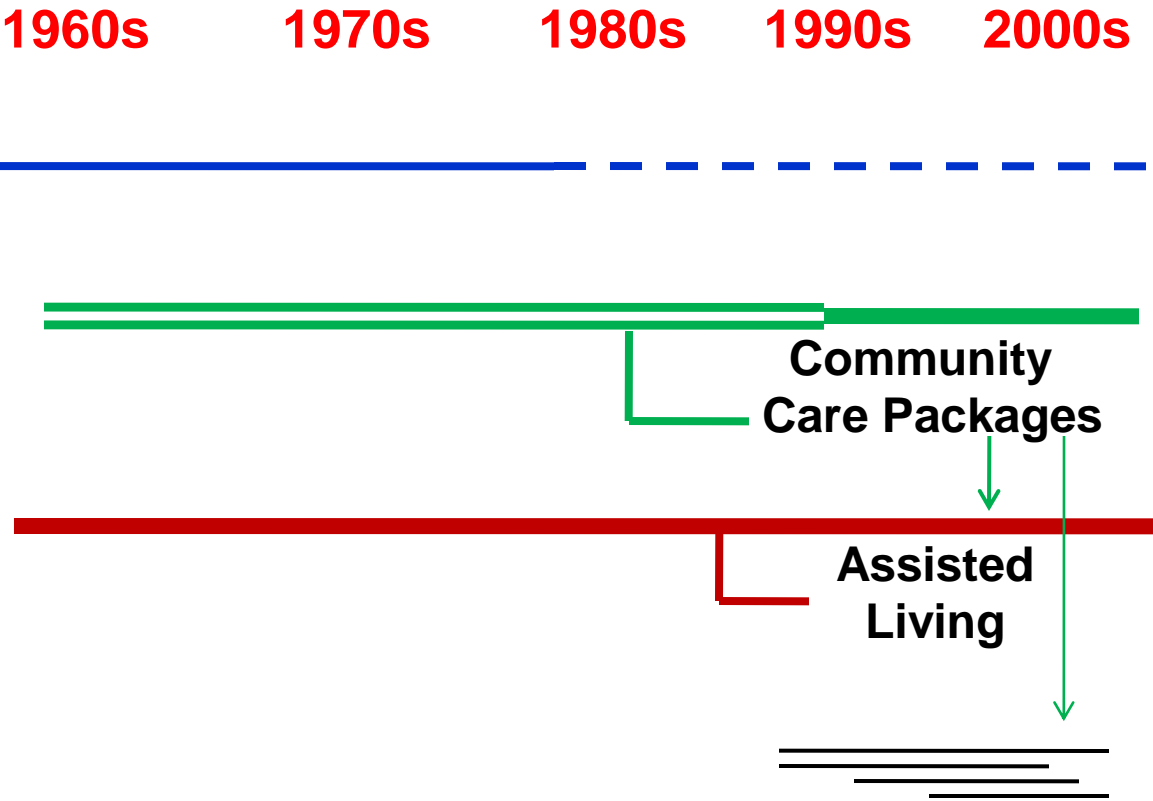 1960s 1970s 1980s 1990s 2000s
Community
Care Packages
Assisted
Living